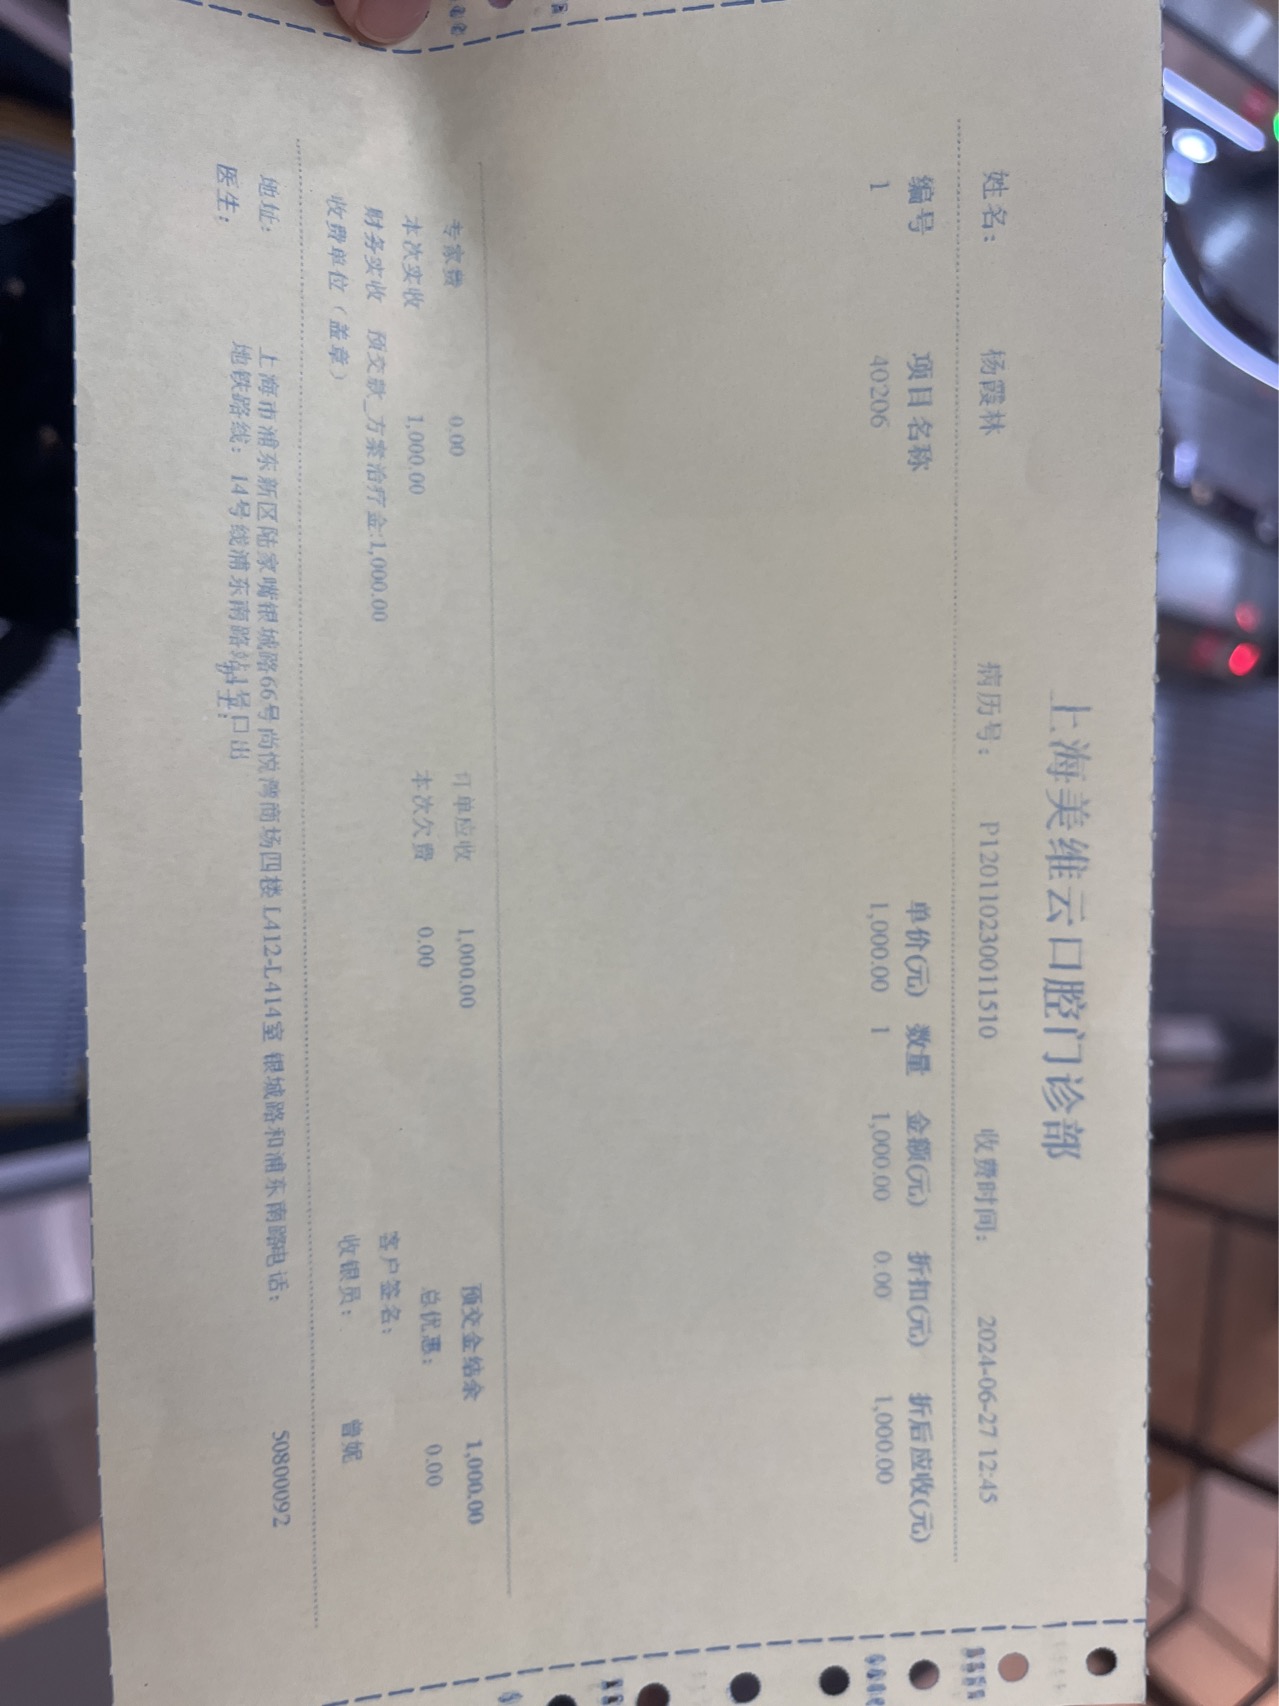 上海美维云口腔门诊部
姓名： 杨霞林 病历号： P120110230011510 收费时间： 2024-06-27 12:45
编号 项目名称 单价(元) 数量 金额(元) 折扣(元) 折后应收(元)
1 40206 1,000.00 1 1,000.00 0.00 1,000.00
专家费 0.00 订单应收 1,000.00 预交金结余 1,000.00
本次实收 1,000.00 本次欠费 0.00 总优惠： 0.00
财务实收 预交款_方案治疗金:1,000.00 客户签名：
收费单位（盖章） 收银员： 曾妮
地址： 上海市浦东新区陆家嘴银城路66号尚悦湾商场四楼 L412-L414室 银城路和浦东南路 电话： 50800092
地铁路线：14号线浦东南路站1号口出
医生： 护士：